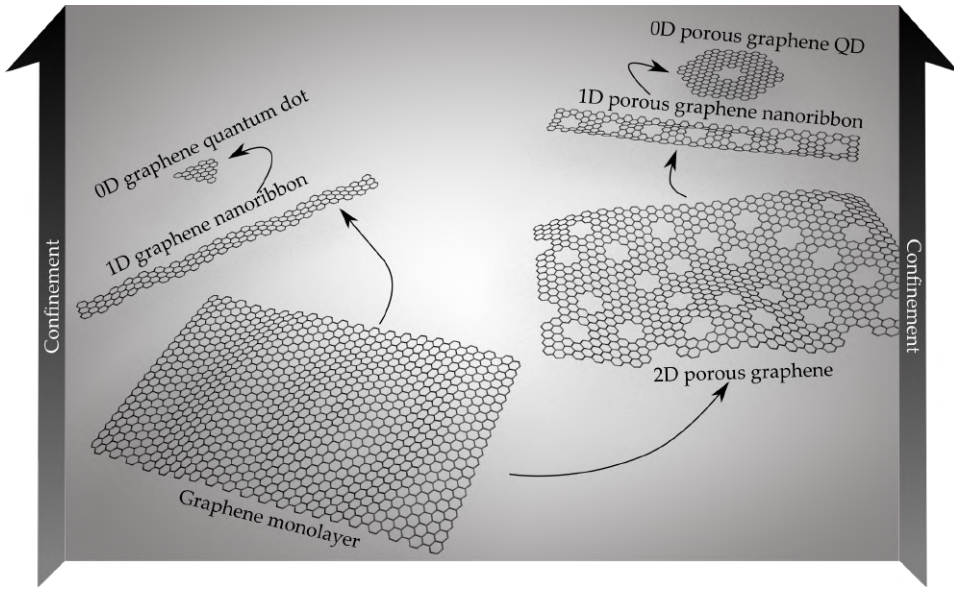 0D porous graphene QD
1D porous graphene nanoribbon
0D graphene quantum dot
1D graphene nanoribbon
Confinement
Confinement
2D porous graphene
Graphene monolayer